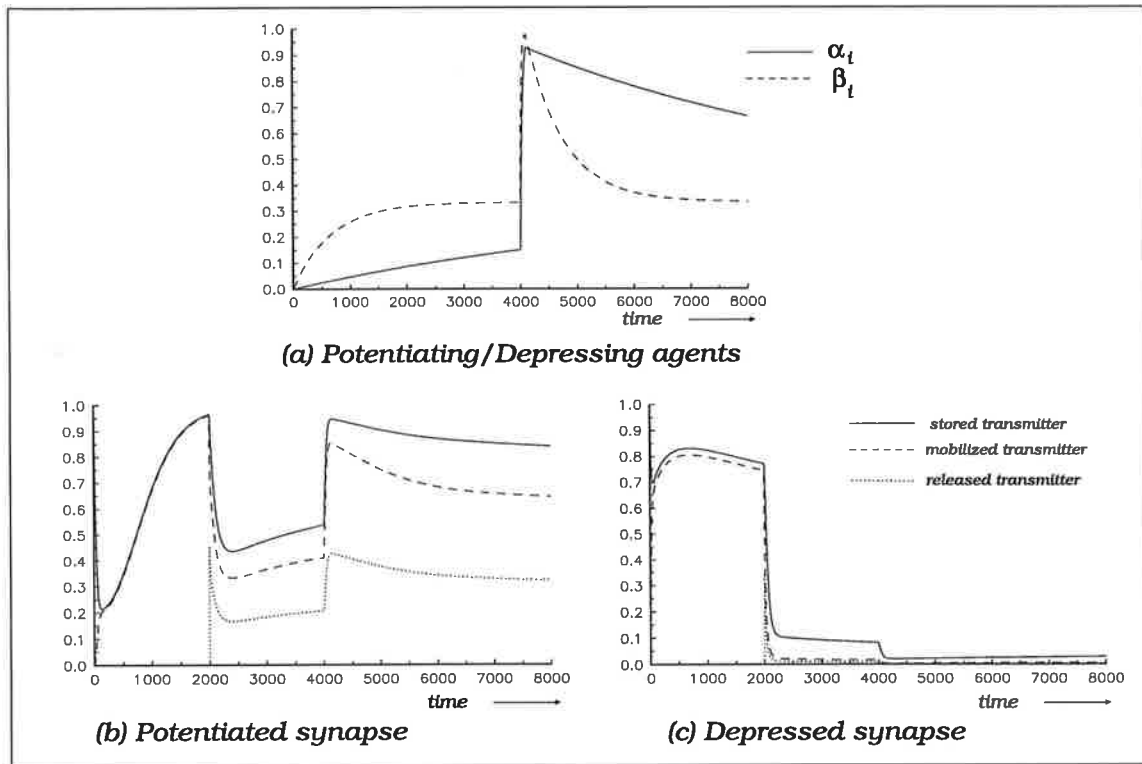 1.0
0.9
0.8
0.7
0.6
0.5
0.4
0.3
0.2
0.1
0.0
0 1000 2000 3000 4000 5000 6000 7000 8000
time
α_i
β_i
(a) Potentiating/Depressing agents
1.0
0.9
0.8
0.7
0.6
0.5
0.4
0.3
0.2
0.1
0.0
0 1000 2000 3000 4000 5000 6000 7000 8000
time
(b) Potentiated synapse
1.0
0.9
0.8
0.7
0.6
0.5
0.4
0.3
0.2
0.1
0.0
0 1000 2000 3000 4000 5000 6000 7000 8000
time
stored transmitter
mobilized transmitter
released transmitter
(c) Depressed synapse